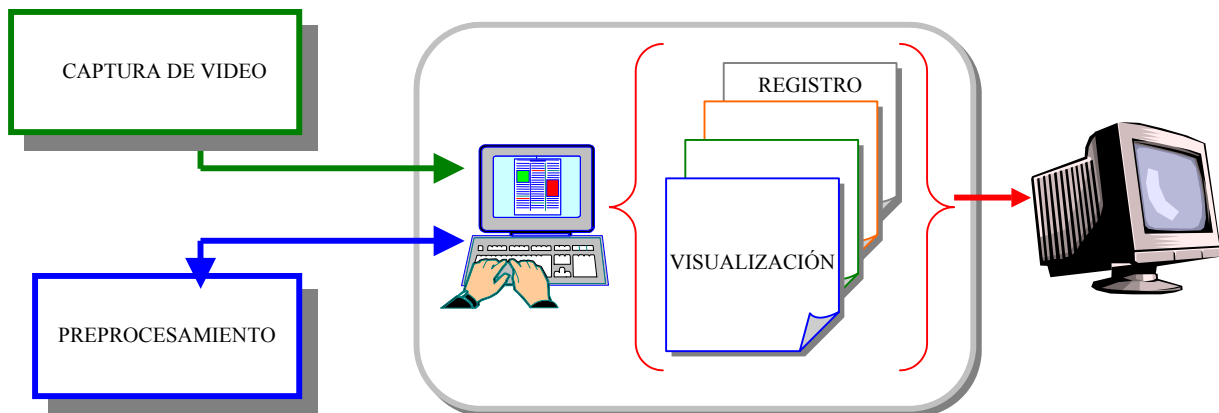 CAPTURA DE VIDEO
REGISTRO
VISUALIZACIÓN
PREPROCESAMIENTO